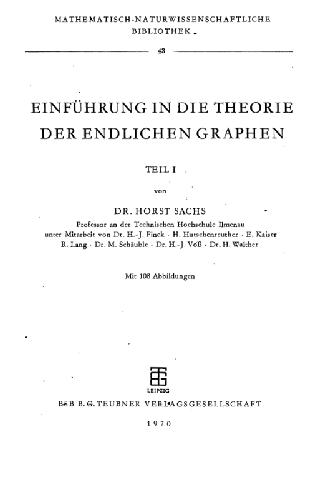 MATHEMATISCH-NATURWISSENSCHAFTLICHE
BIBLIOTHEK
43
EINFÜHRUNG IN DIE THEORIE
DER ENDLICHEN GRAPHEN
TEIL I
von
DR. HORST SACHS
Professor an der Technischen Hochschule Ilmenau
unter Mitarbeit von Dr. H.-J. Finck · H. Hutschenreuther · E. Kaiser
R. Lang · Dr. M. Schäuble · Dr. H.-J. Voß · Dr. H. Walther
Mit 106 Abbildungen
LEIPZIG
BSB B.G. TEUBNER VERLAGSGESELLSCHAFT
1970